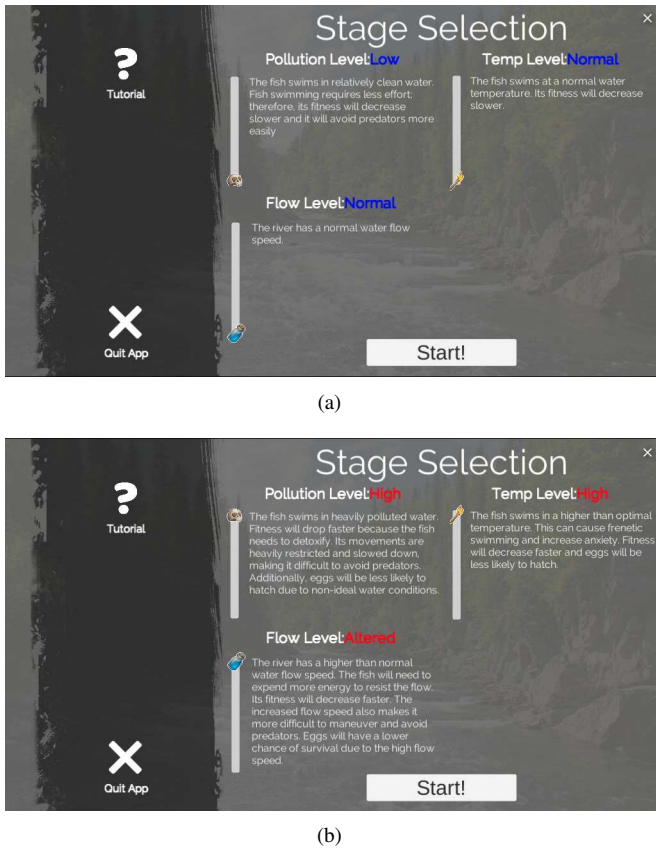 Stage Selection
×
?
Tutorial
Pollution Level:Low
The fish swims in relatively clean water.
Fish swimming requires less effort;
therefore, its fitness will decrease
slower and it will avoid predators more
easily
Temp Level:Normal
The fish swims at a normal water
temperature. Its fitness will decrease
slower.
Flow Level:Normal
The river has a normal water flow
speed.
Quit App
Start!
(a)
Stage Selection
×
?
Tutorial
Pollution Level:High
The fish swims in heavily polluted water.
Fitness will drop faster because the fish
needs to detoxify. Its movements are
heavily restricted and slowed down,
making it difficult to avoid predators.
Additionally, eggs will be less likely to
hatch due to non-ideal water conditions.
Temp Level:High
The fish swims in a higher than optimal
temperature. This can cause frenetic
swimming and increase anxiety. Fitness
will decrease faster and eggs will be
less likely to hatch.
Flow Level:Altered
The river has a higher than normal
water flow speed. The fish will need to
expend more energy to resist the flow.
Its fitness will decrease faster. The
increased flow speed also makes it
more difficult to maneuver and avoid
predators. Eggs will have a lower
chance of survival due to the high flow
speed.
Quit App
Start!
(b)